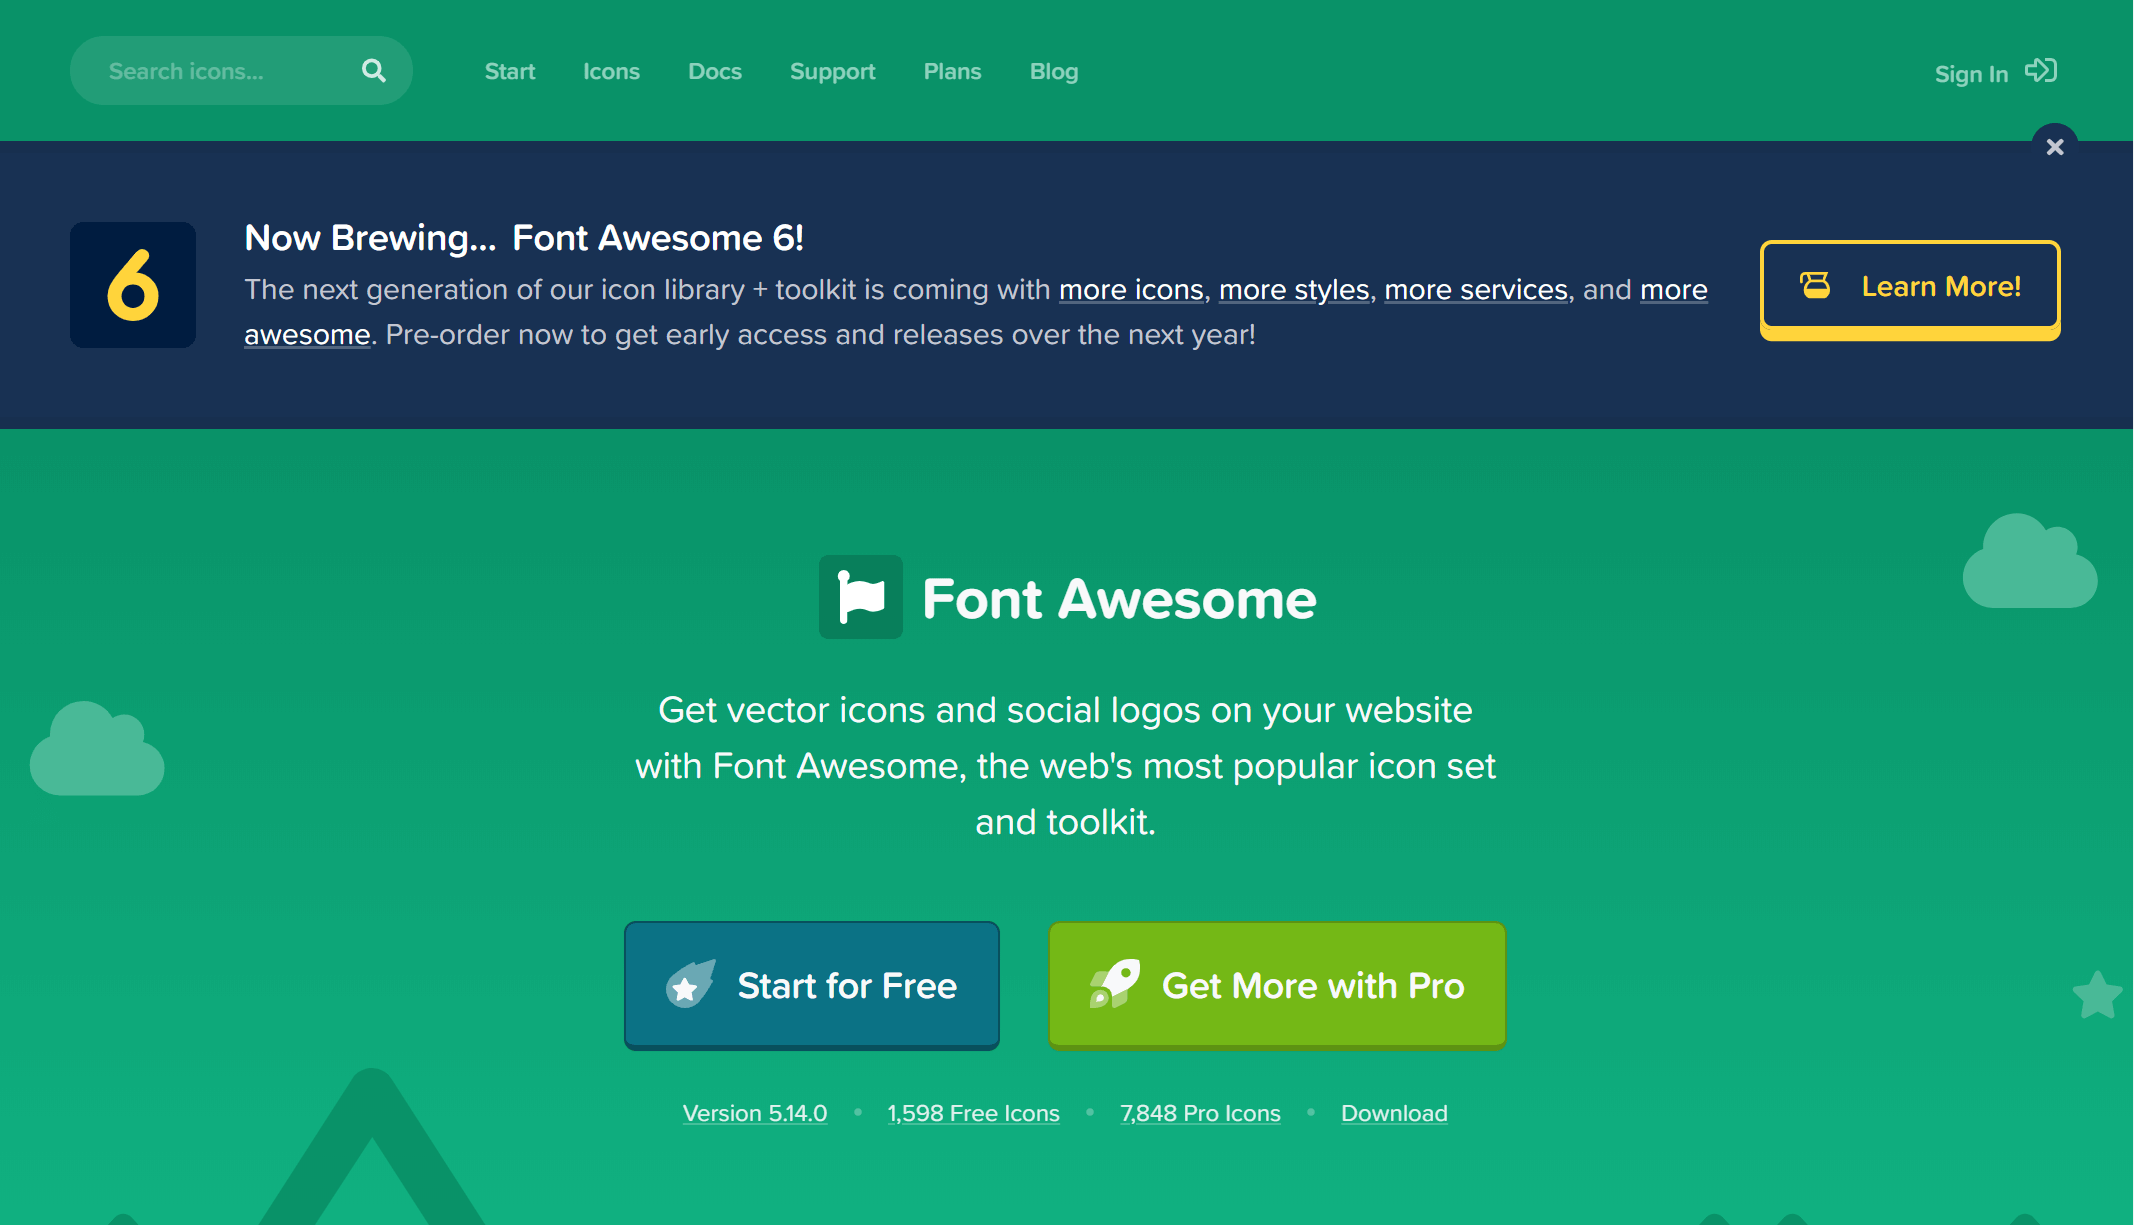 Search icons...
Start
Icons
Docs
Support
Plans
Blog
Sign In
6
Now Brewing... Font Awesome 6!
The next generation of our icon library + toolkit is coming with more icons, more styles, more services, and more
awesome. Pre-order now to get early access and releases over the next year!
Learn More!
Font Awesome
Get vector icons and social logos on your website
with Font Awesome, the web's most popular icon set
and toolkit.
Start for Free
Get More with Pro
Version 5.14.0 • 1,598 Free Icons • 7,848 Pro Icons • Download